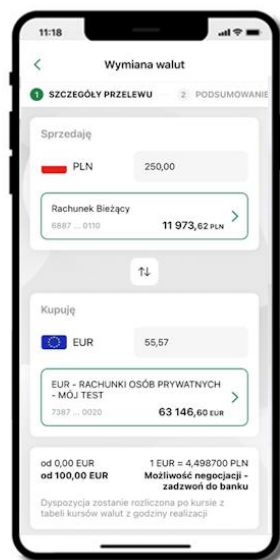 11:18
Wymiana walut
1 SZCZEGÓŁY PRZELEWU 2 PODSUMOWANIE
Sprzedaję
PLN 250,00
Rachunek Bieżący
6887 ... 0110 11 973,62 PLN
Kupuję
EUR 55,57
EUR - RACHUNKI OSÓB PRYWATNYCH
- MÓJ TEST
7387 ... 0020 63 146,60 EUR
od 0,00 EUR 1 EUR = 4,498700 PLN
od 100,00 EUR Możliwość negocjacji -
zadzwoń do banku
Dyspozycja zostanie rozliczona po kursie z
tabeli kursów walut z godziny realizacji